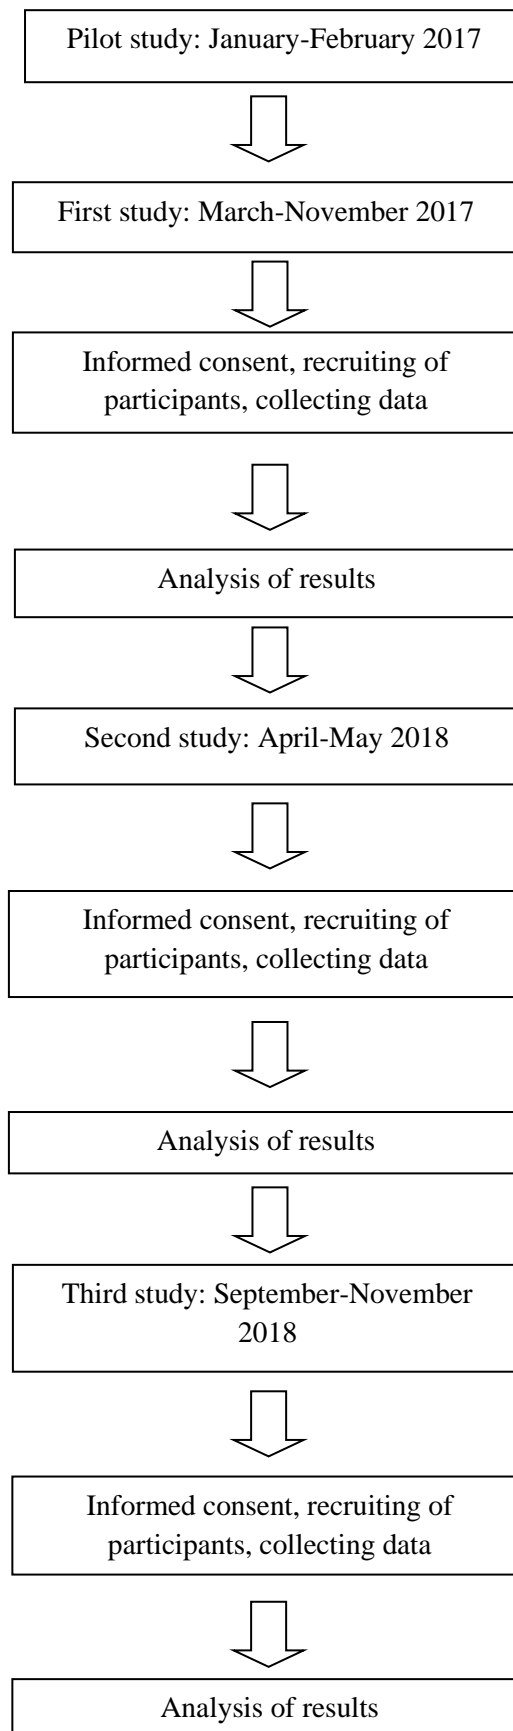 Pilot study: January-February 2017
First study: March-November 2017
Informed consent, recruiting of
participants, collecting data
Analysis of results
Second study: April-May 2018
Informed consent, recruiting of
participants, collecting data
Analysis of results
Third study: September-November
2018
Informed consent, recruiting of
participants, collecting data
Analysis of results